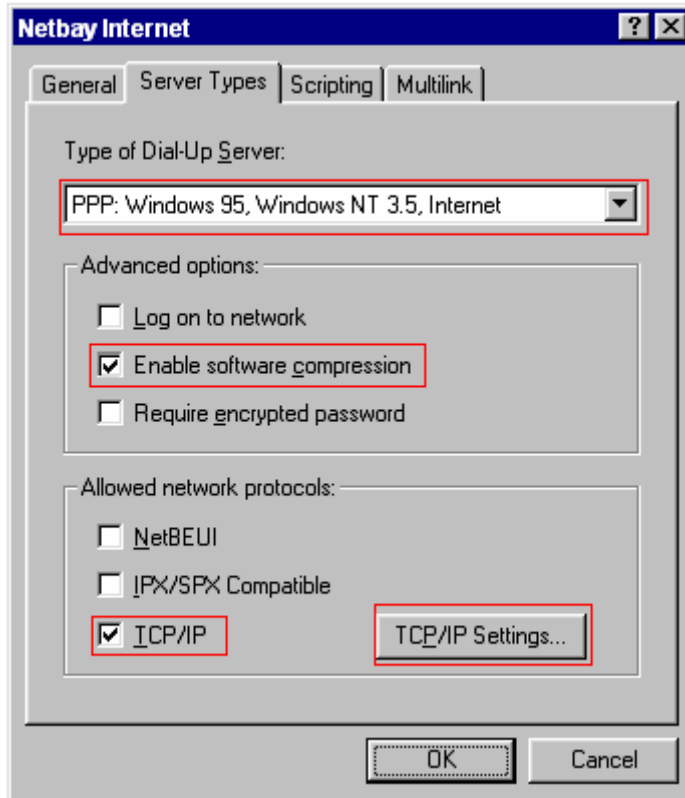 Netbay Internet
General Server Types Scripting Multilink
Type of Dial-Up Server:
PPP: Windows 95, Windows NT 3.5, Internet
Advanced options:
Log on to network
Enable software compression
Require encrypted password
Allowed network protocols:
NetBEUI
IPX/SPX Compatible
TCP/IP TCP/IP Settings...
OK Cancel